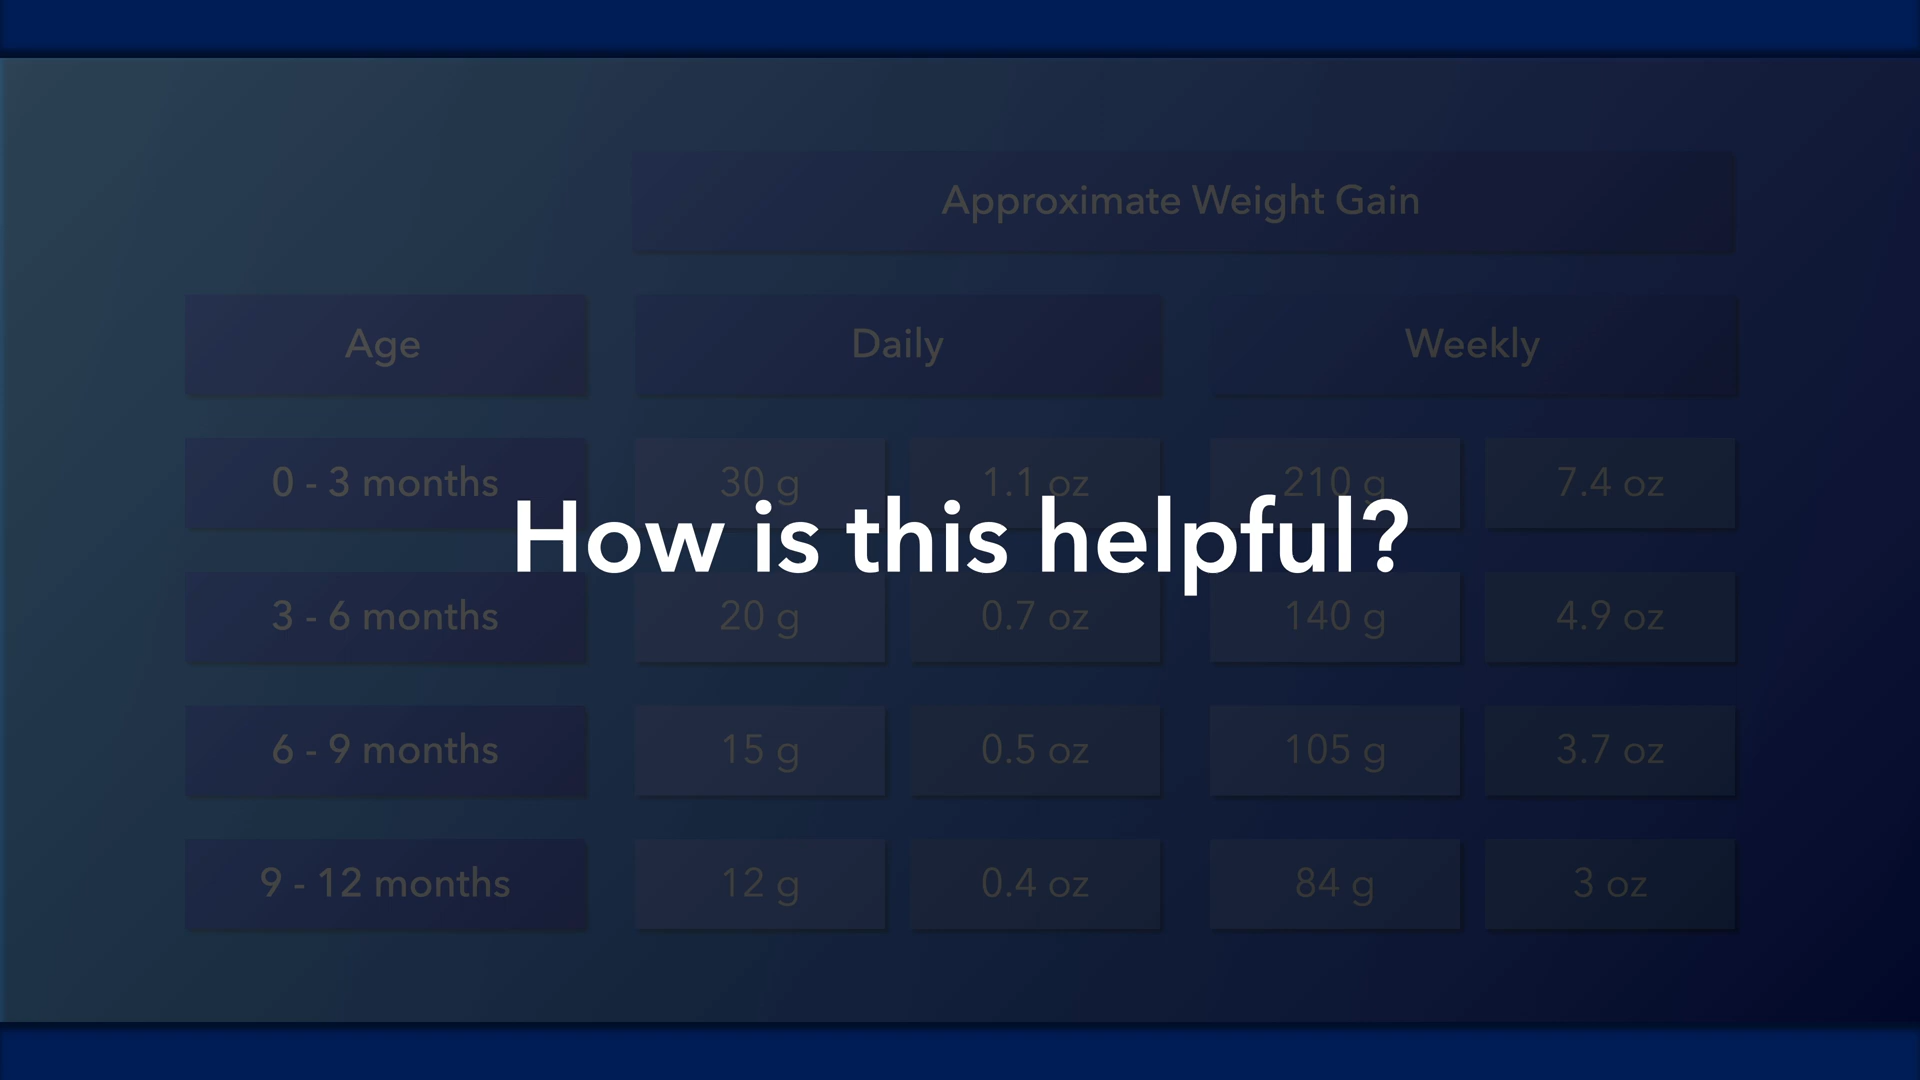 Approximate Weight Gain
Age Daily Weekly
0 - 3 months 30 g 1.1 oz 210 g 7.4 oz
How is this helpful?
3 - 6 months 20 g 0.7 oz 140 g 4.9 oz
6 - 9 months 15 g 0.5 oz 105 g 3.7 oz
9 - 12 months 12 g 0.4 oz 84 g 3 oz